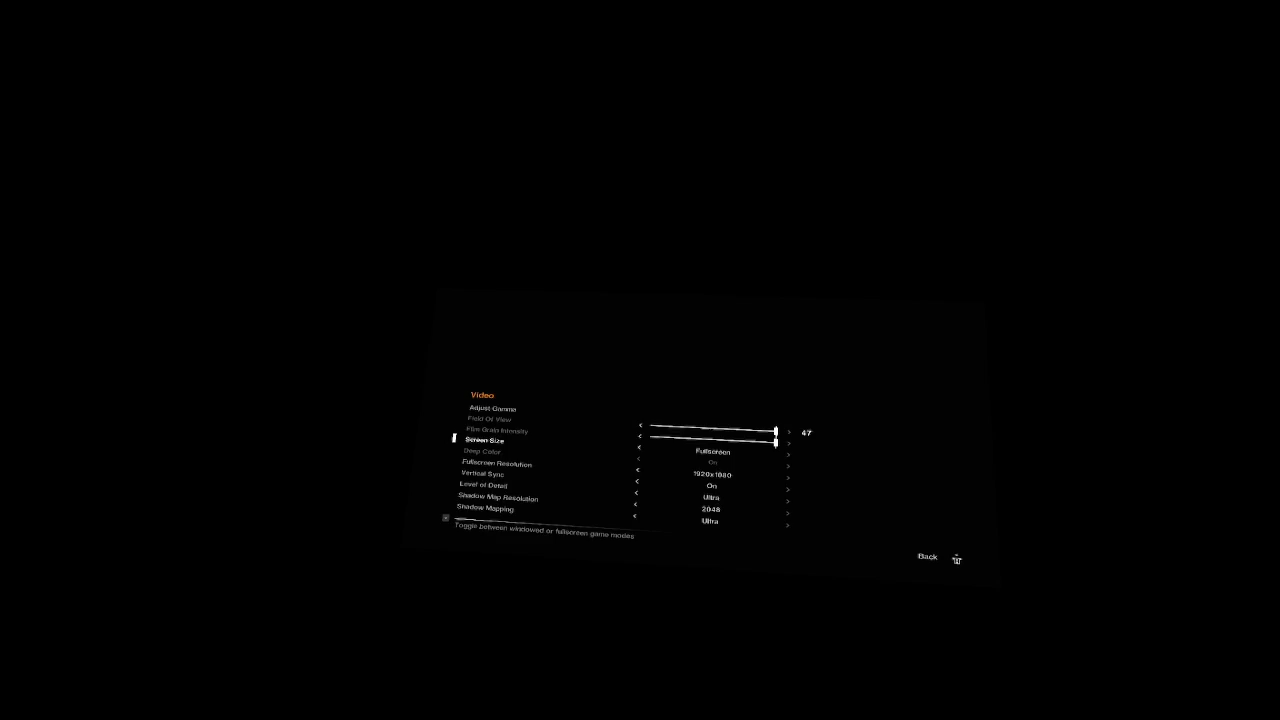 Video
Adjust Gamma
Field Of View 47
Film Grain Intensity
Screen Size Fullscreen
Deep Color On
Fullscreen Resolution 1920x1080
Vertical Sync On
Level of Detail Ultra
Shadow Map Resolution 2048
Shadow Mapping Ultra
Toggle between windowed or fullscreen game modes
Back